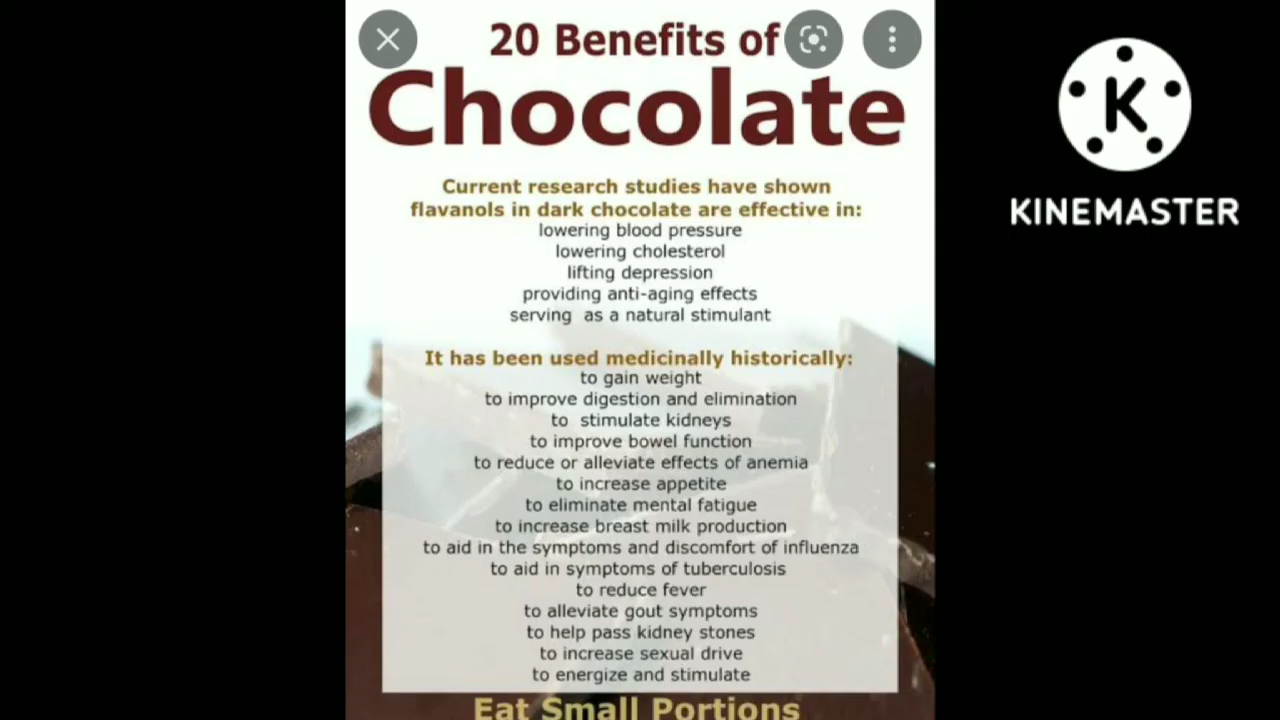 20 Benefits of
Chocolate
Current research studies have shown
flavanols in dark chocolate are effective in:
lowering blood pressure
lowering cholesterol
lifting depression
providing anti-aging effects
serving as a natural stimulant
It has been used medicinally historically:
to gain weight
to improve digestion and elimination
to stimulate kidneys
to improve bowel function
to reduce or alleviate effects of anemia
to increase appetite
to eliminate mental fatigue
to increase breast milk production
to aid in the symptoms and discomfort of influenza
to aid in symptoms of tuberculosis
to reduce fever
to alleviate gout symptoms
to help pass kidney stones
to increase sexual drive
to energize and stimulate
Eat Small Portions
K
KINEMASTER